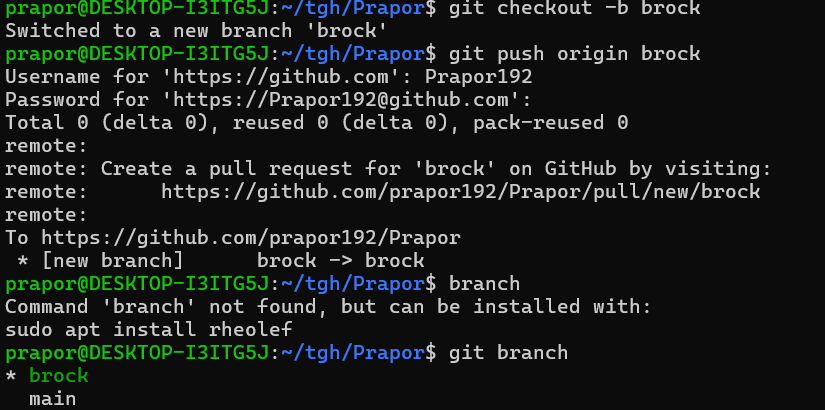 prapor@DESKTOP-I3ITG5J:~/tgh/Prapor$ git checkout -b brock
Switched to a new branch 'brock'
prapor@DESKTOP-I3ITG5J:~/tgh/Prapor$ git push origin brock
Username for 'https://github.com': Prapor192
Password for 'https://Prapor192@github.com':
Total 0 (delta 0), reused 0 (delta 0), pack-reused 0
remote:
remote: Create a pull request for 'brock' on GitHub by visiting:
remote:      https://github.com/prapor192/Prapor/pull/new/brock
remote:
To https://github.com/prapor192/Prapor
 * [new branch]      brock -> brock
prapor@DESKTOP-I3ITG5J:~/tgh/Prapor$ branch
Command 'branch' not found, but can be installed with:
sudo apt install rheolef
prapor@DESKTOP-I3ITG5J:~/tgh/Prapor$ git branch
* brock
  main